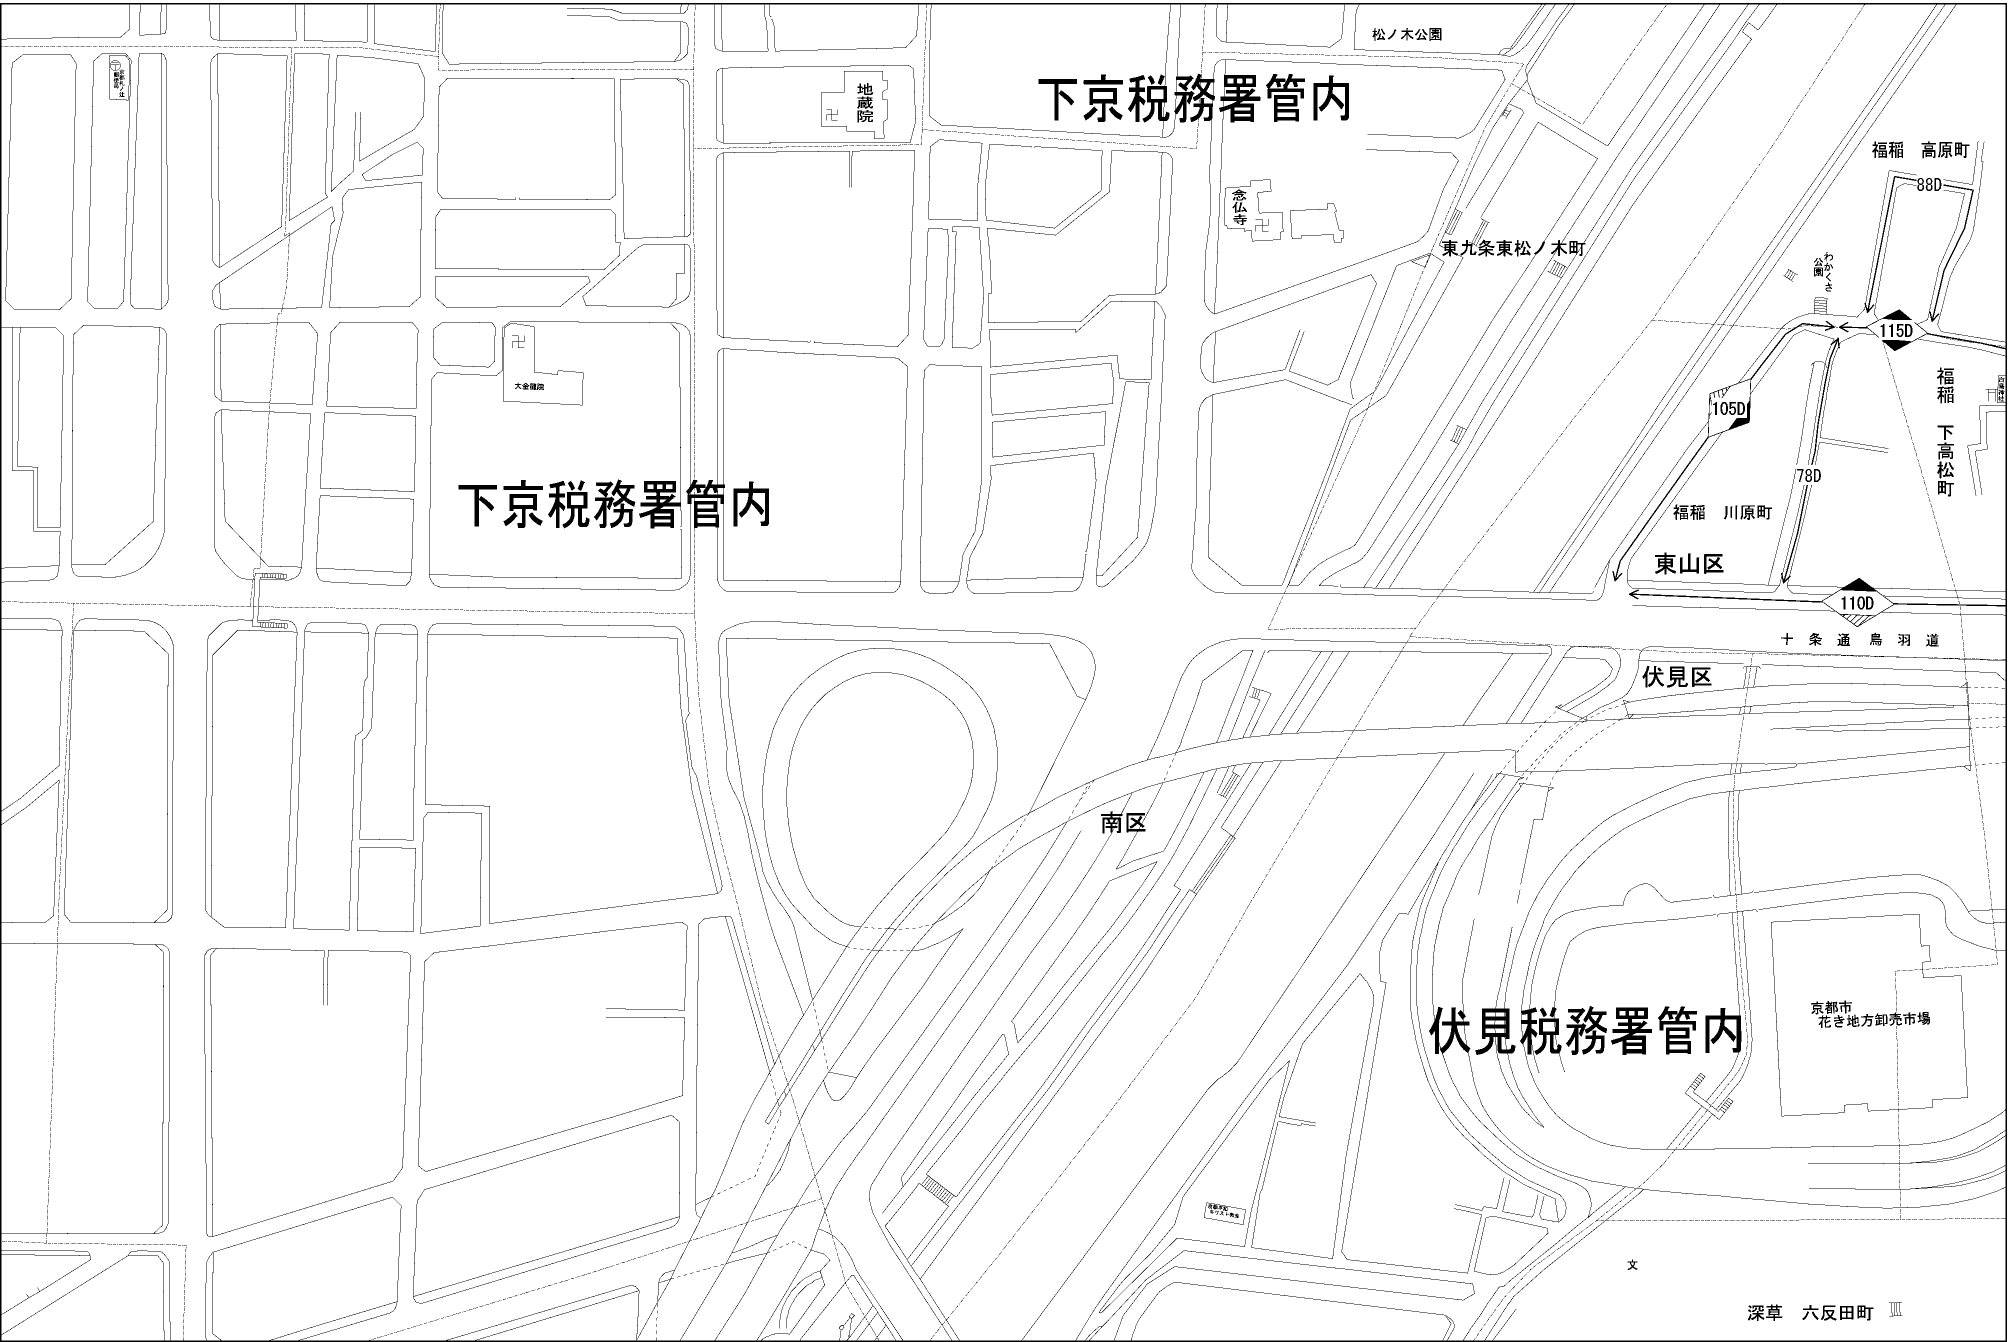 松ノ木公園
地蔵院
下京税務署管内
福稲 高原町
88D
念仏寺
東九条東松ノ木町
わかくさ
公園
115D
大金龍院
福稲 下高松町
105D
78D
下京税務署管内
福稲 川原町
東山区
110D
十条通鳥羽道
伏見区
南区
京都市
花き地方卸売市場
伏見税務署管内
文
深草 六反田町